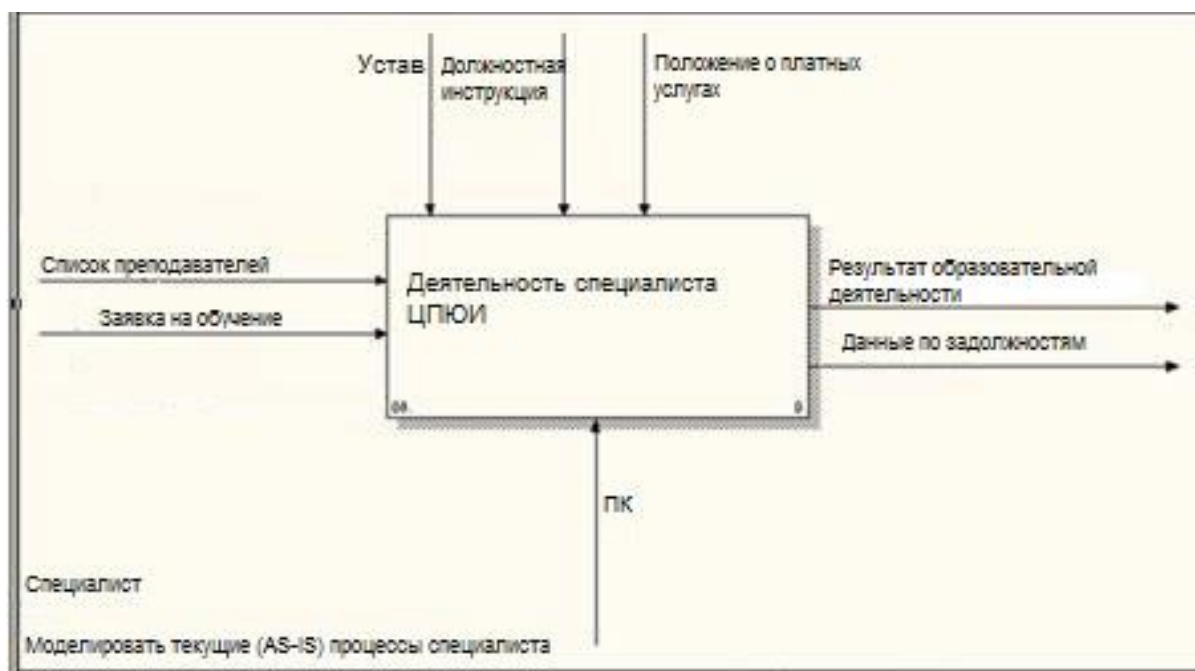 Устав
Должностная
инструкция
Положение о платных
услугах
Список преподавателей
Заявка на обучение
Деятельность специалиста
ЦПЮИ
Результат образовательной
деятельности
Данные по задолжностям
ПК
Специалист
Моделировать текущие (AS-IS) процессы специалиста